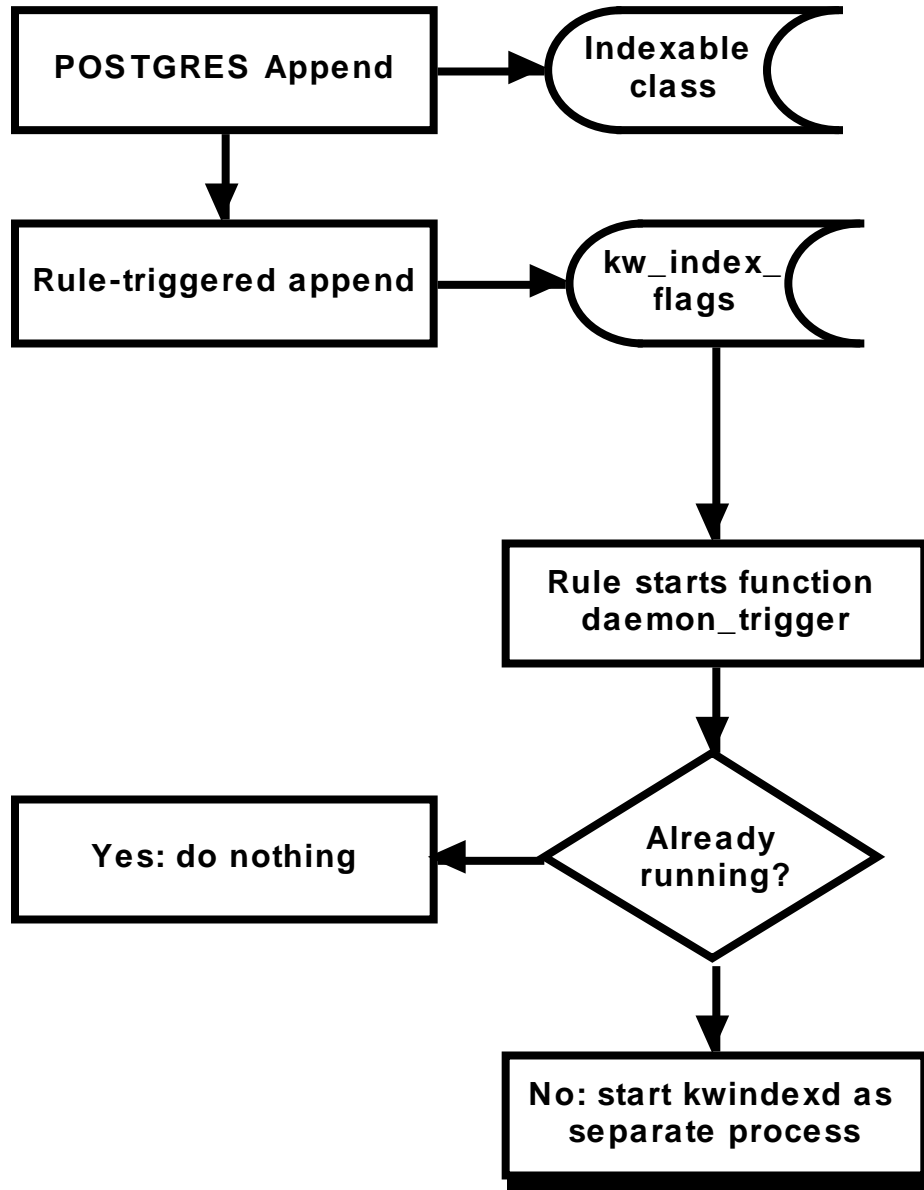 POSTGRES Append
Indexable
class
Rule-triggered append
kw_index_
flags
Rule starts function
daemon_trigger
Already
running?
Yes: do nothing
No: start kwindexd as
separate process